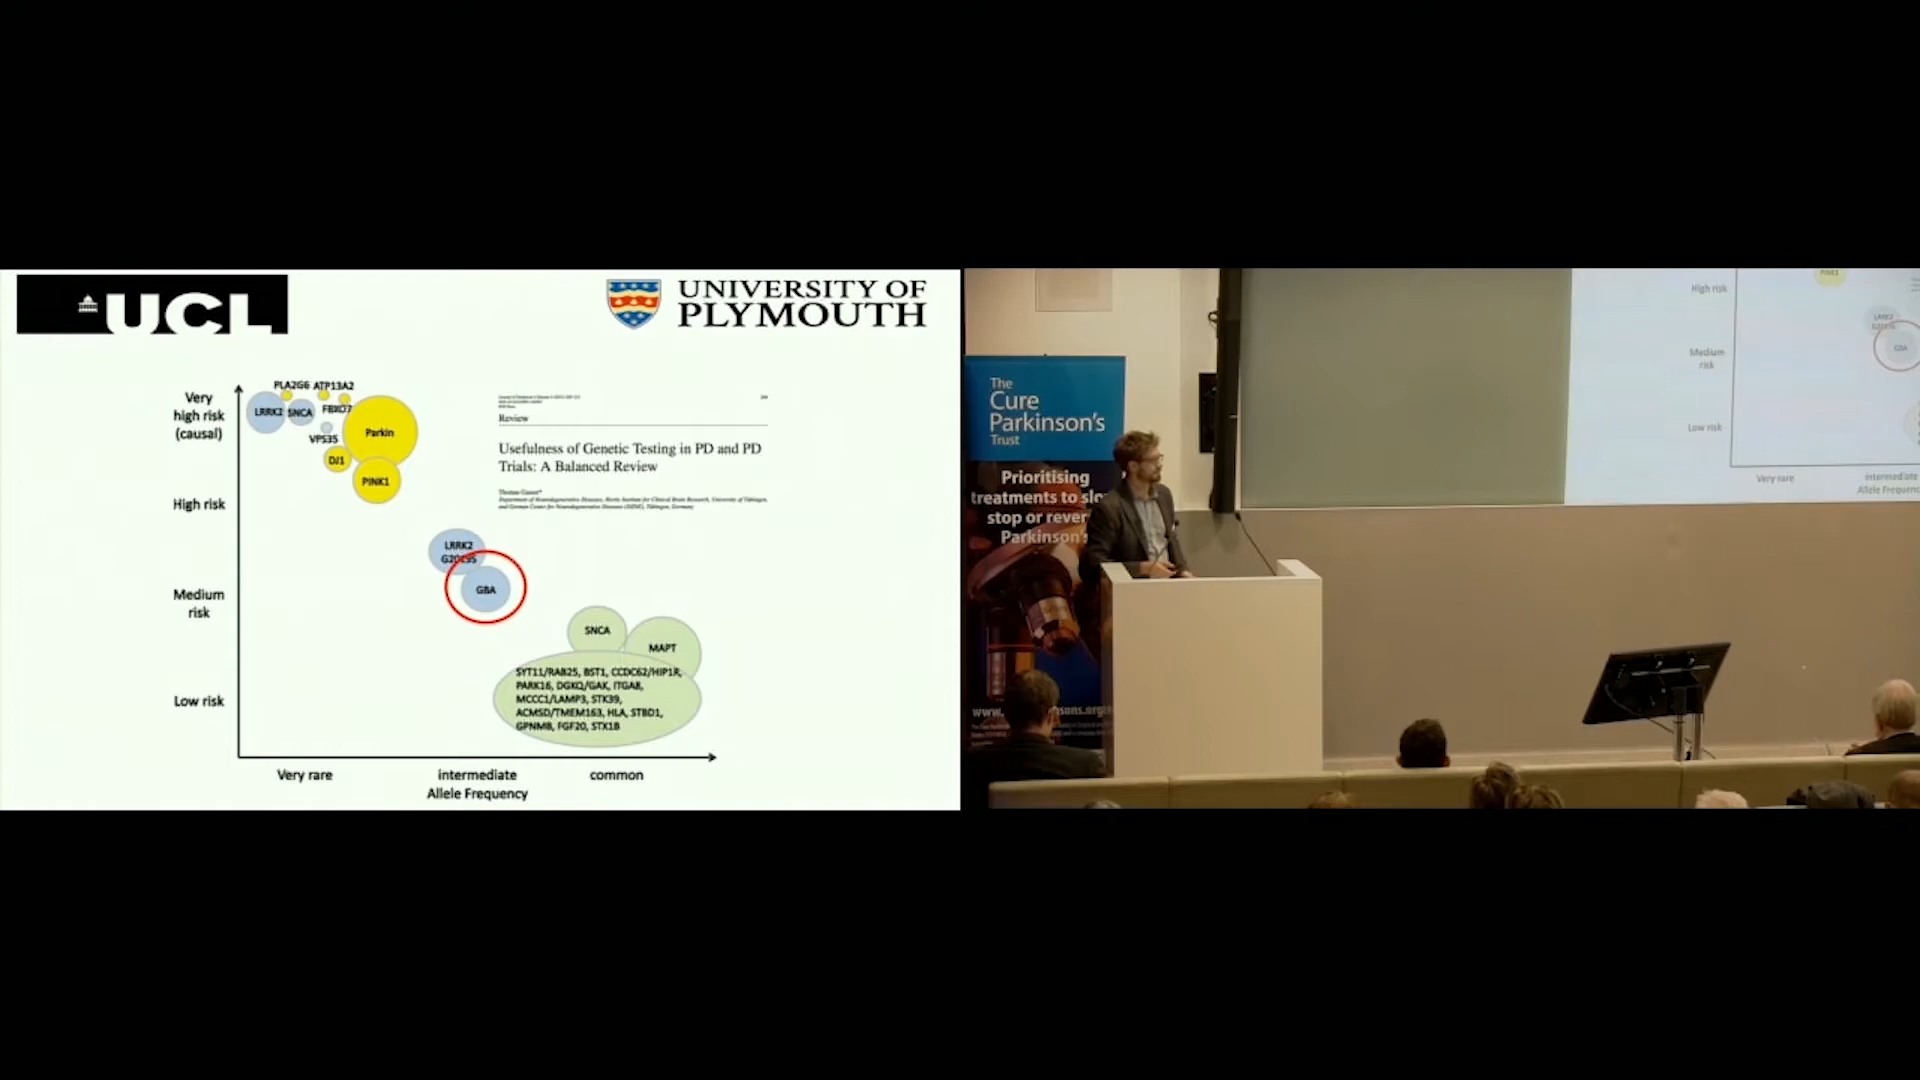 UCL
UNIVERSITY OF
PLYMOUTH
Very
high risk
(causal)
High risk
Medium
risk
Low risk
PLA2G6 ATP13A2
LRRK2 SNCA FBXO7
VPS35
Parkin
DJ1
PINK1
Review
Usefulness of Genetic Testing in PD and PD
Trials: A Balanced Review
Thomas Gasser*
LRRK2
G2019S
GBA
SNCA
MAPT
SYT11/RAB25, BST1, CCDC62/HIP1R,
PARK16, DGKQ/GAK, ITGA8,
MCCC1/LAMP3, STK39,
ACMSD/TMEM163, HLA, STBD1,
GPNMB, FGF20, STX1B
Very rare
intermediate
common
Allele Frequency
The
Cure
Parkinson's
Trust
Prioritising
treatments to
stop or
Parkinson's
www.
High risk
Medium
risk
Low risk
LRRK2
GBA
Very rare
intermediate
Allele